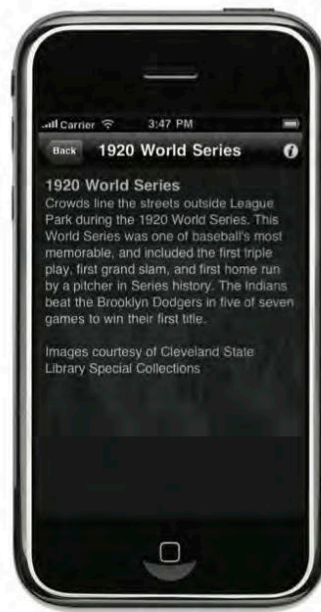 Carrier 3:47 PM
Back 1920 World Series i
1920 World Series
Crowds line the streets outside League
Park during the 1920 World Series. This
World Series was one of baseball's most
memorable, and included the first triple
play, first grand slam, and first home run
by a pitcher in Series history. The Indians
beat the Brooklyn Dodgers in five of seven
games to win their first title.
Images courtesy of Cleveland State
Library Special Collections